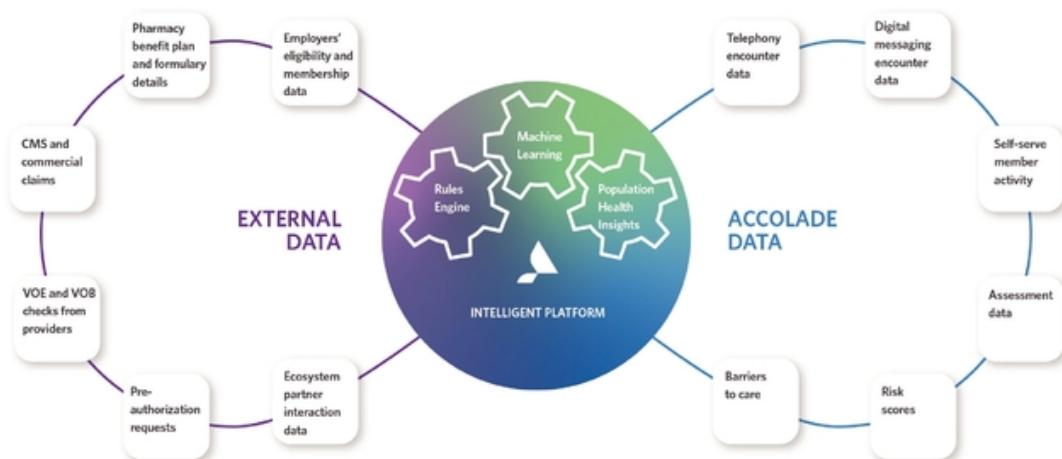 Pharmacy
benefit plan
and formulary
details
Employers'
eligibility and
membership
data
CMS and
commercial
claims
VOE and VOB
checks from
providers
Pre-
authorization
requests
Ecosystem
partner
interaction
data
EXTERNAL
DATA
Rules
Engine
Machine
Learning
Population
Health
Insights
INTELLIGENT PLATFORM
ACCOLADE
DATA
Telephony
encounter
data
Digital
messaging
encounter
data
Self-serve
member
activity
Assessment
data
Risk
scores
Barriers
to care